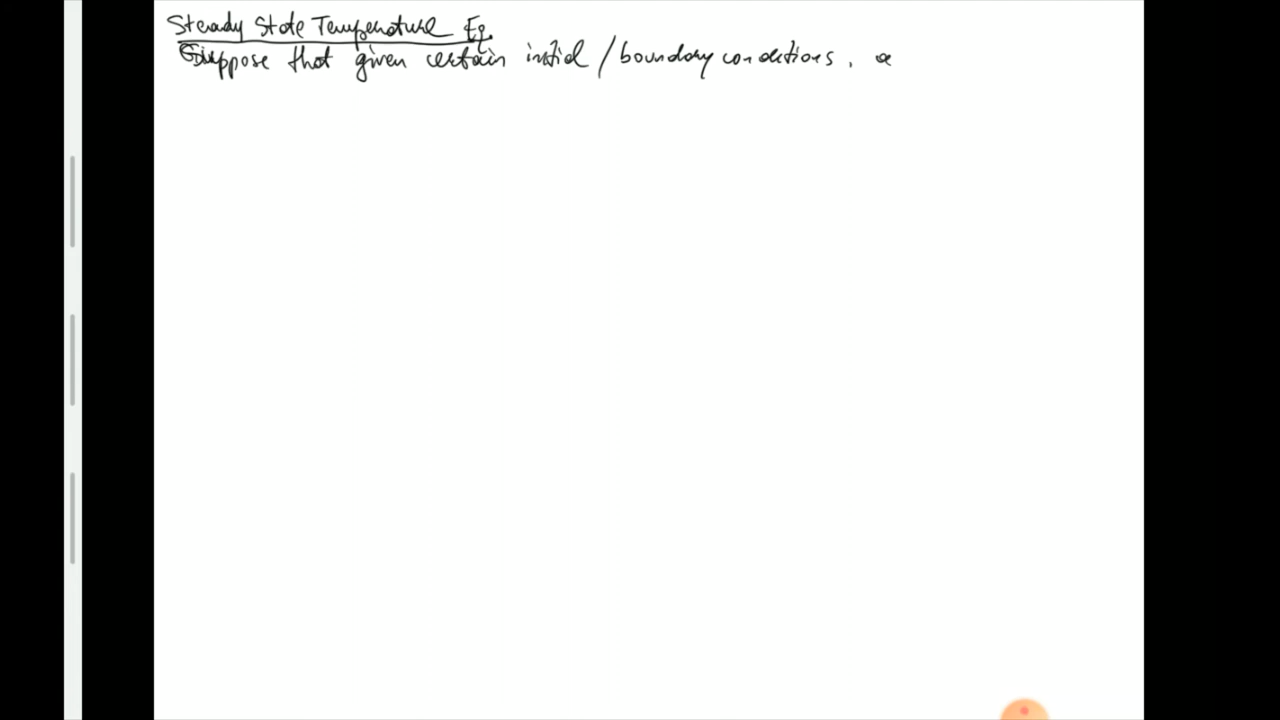 Steady State Temperature Eq.
Suppose that given certain initial / boundary conditions, a